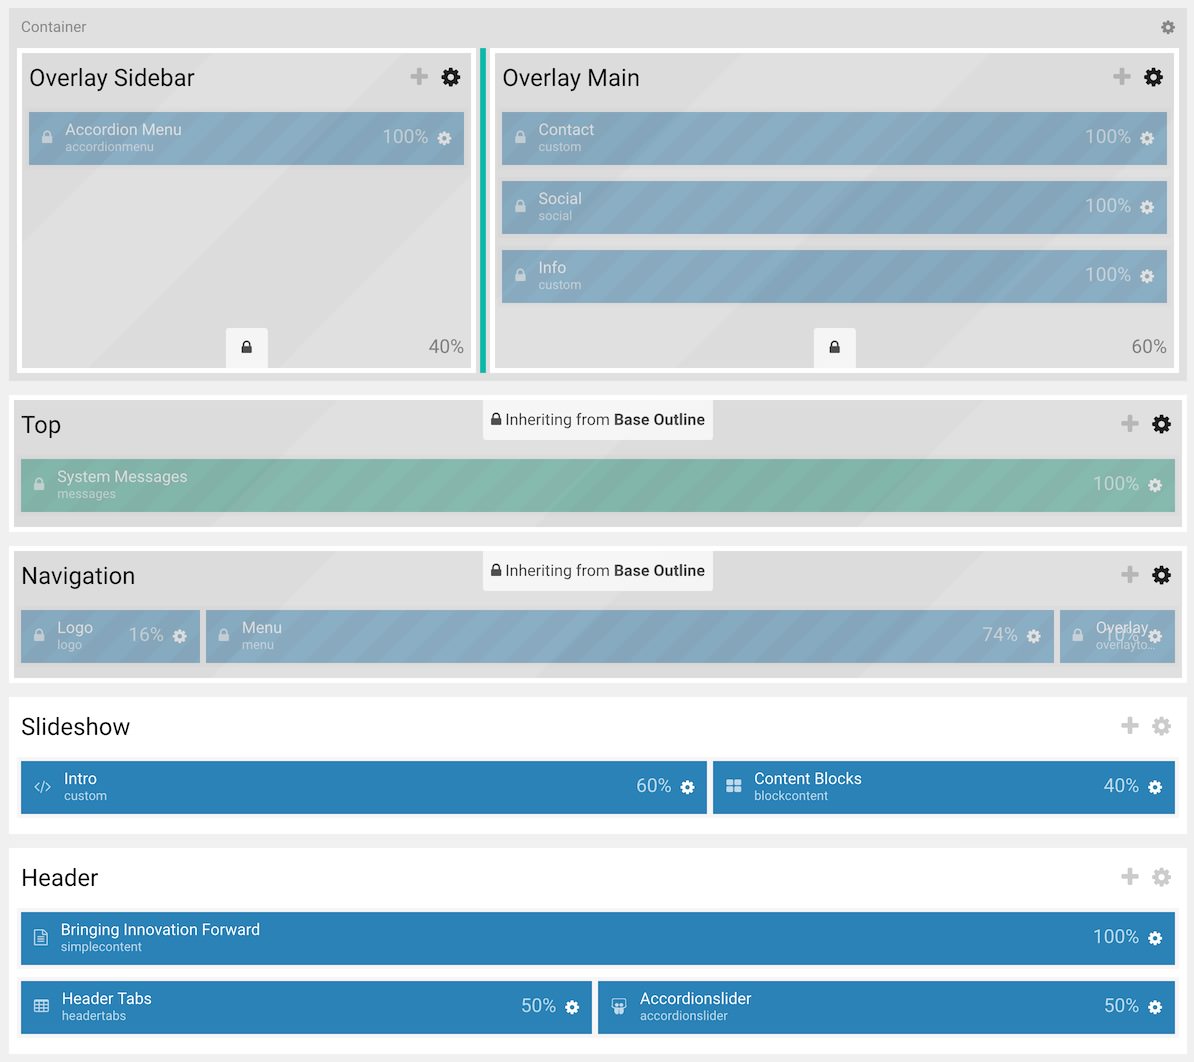 Container
Overlay Sidebar
Accordion Menu
accordionmenu
100%
40%
Overlay Main
Contact
custom
100%
Social
social
100%
Info
custom
100%
60%
Top
Inheriting from Base Outline
System Messages
messages
100%
Navigation
Inheriting from Base Outline
Logo
logo
16%
Menu
menu
74%
Overlay
overlayto...
10%
Slideshow
Intro
custom
60%
Content Blocks
blockcontent
40%
Header
Bringing Innovation Forward
simplecontent
100%
Header Tabs
headertabs
50%
Accordionslider
accordionslider
50%